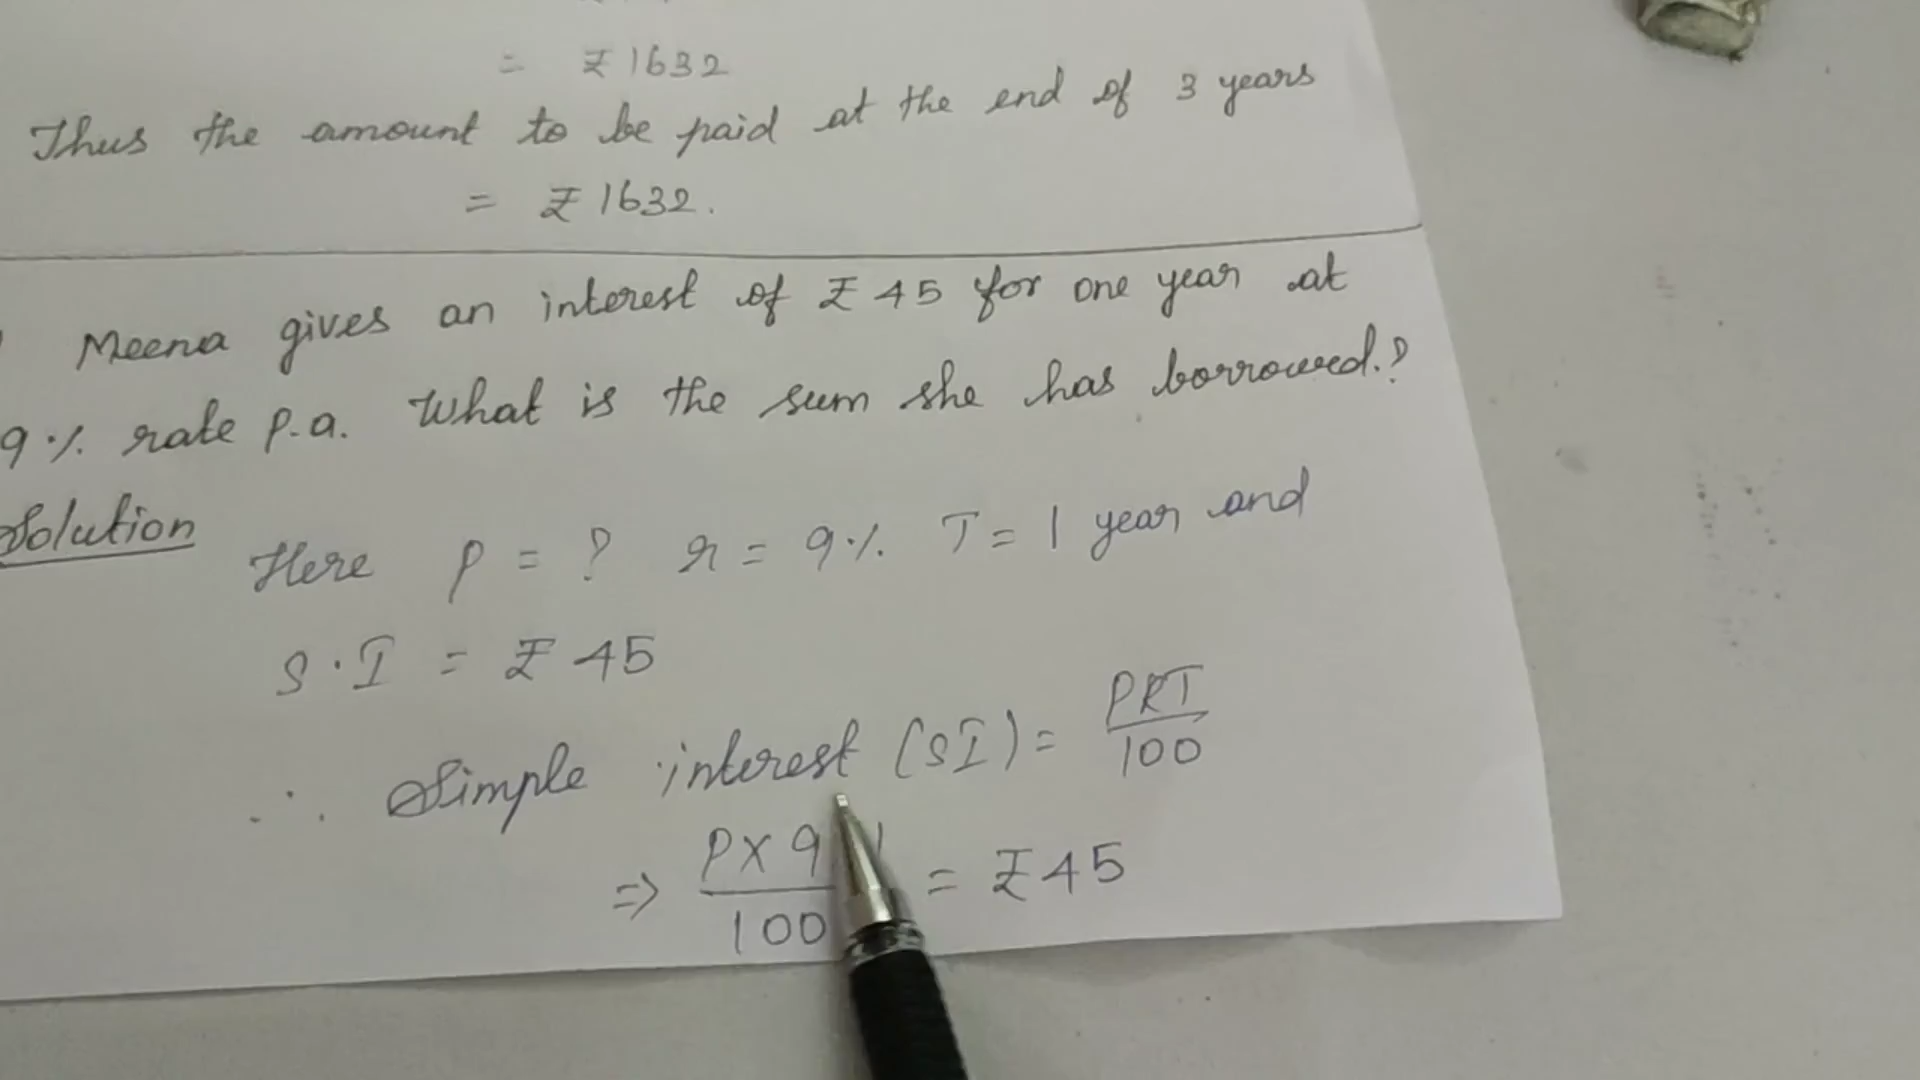 = ₹ 1632
Thus the amount to be paid at the end of 3 years
= ₹ 1632.
Meena gives an interest of ₹ 45 for one year at
9% rate p.a. What is the sum she has borrowed.?
Solution
Here P = ? r = 9% T = 1 year and
S.I = ₹ 45
∴ Simple interest (SI) = PRT/100
⇒ P X 9 1/100 = ₹ 45